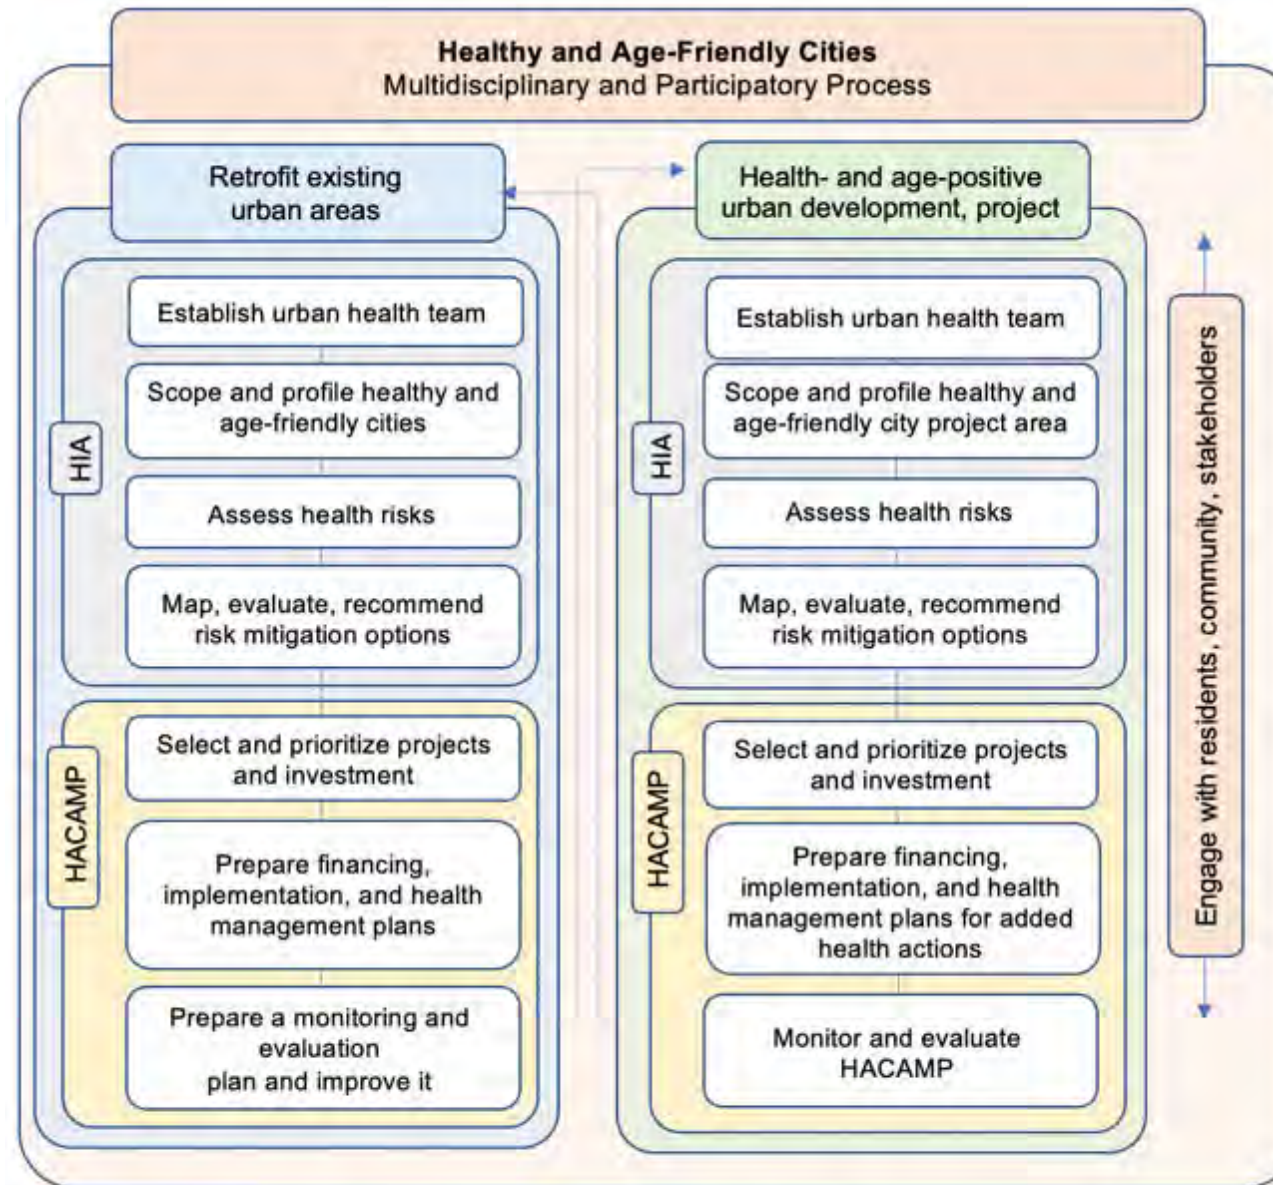 Healthy and Age-Friendly Cities
Multidisciplinary and Participatory Process
Retrofit existing
urban areas
HIA
Establish urban health team
Scope and profile healthy and
age-friendly cities
Assess health risks
Map, evaluate, recommend
risk mitigation options
HACAMP
Select and prioritize projects
and investment
Prepare financing,
implementation, and health
management plans
Prepare a monitoring and
evaluation
plan and improve it
Health- and age-positive
urban development, project
HIA
Establish urban health team
Scope and profile healthy and
age-friendly city project area
Assess health risks
Map, evaluate, recommend
risk mitigation options
HACAMP
Select and prioritize projects
and investment
Prepare financing,
implementation, and health
management plans for added
health actions
Monitor and evaluate
HACAMP
Engage with residents, community, stakeholders